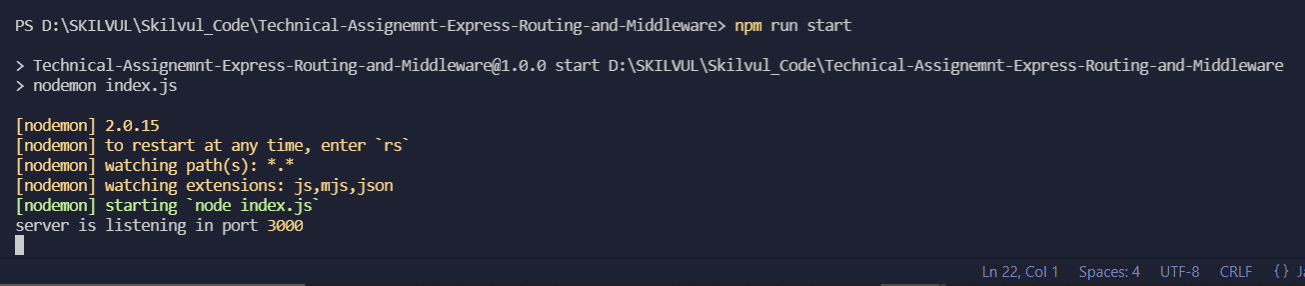 PS D:\SKILVUL\Skilvul_Code\Technical-Assignemnt-Express-Routing-and-Middleware> npm run start
> Technical-Assignemnt-Express-Routing-and-Middleware@1.0.0 start D:\SKILVUL\Skilvul_Code\Technical-Assignemnt-Express-Routing-and-Middleware
> nodemon index.js
[nodemon] 2.0.15
[nodemon] to restart at any time, enter `rs`
[nodemon] watching path(s): *.*
[nodemon] watching extensions: js,mjs,json
[nodemon] starting `node index.js`
server is listening in port 3000
Ln 22, Col 1 Spaces: 4 UTF-8 CRLF {}